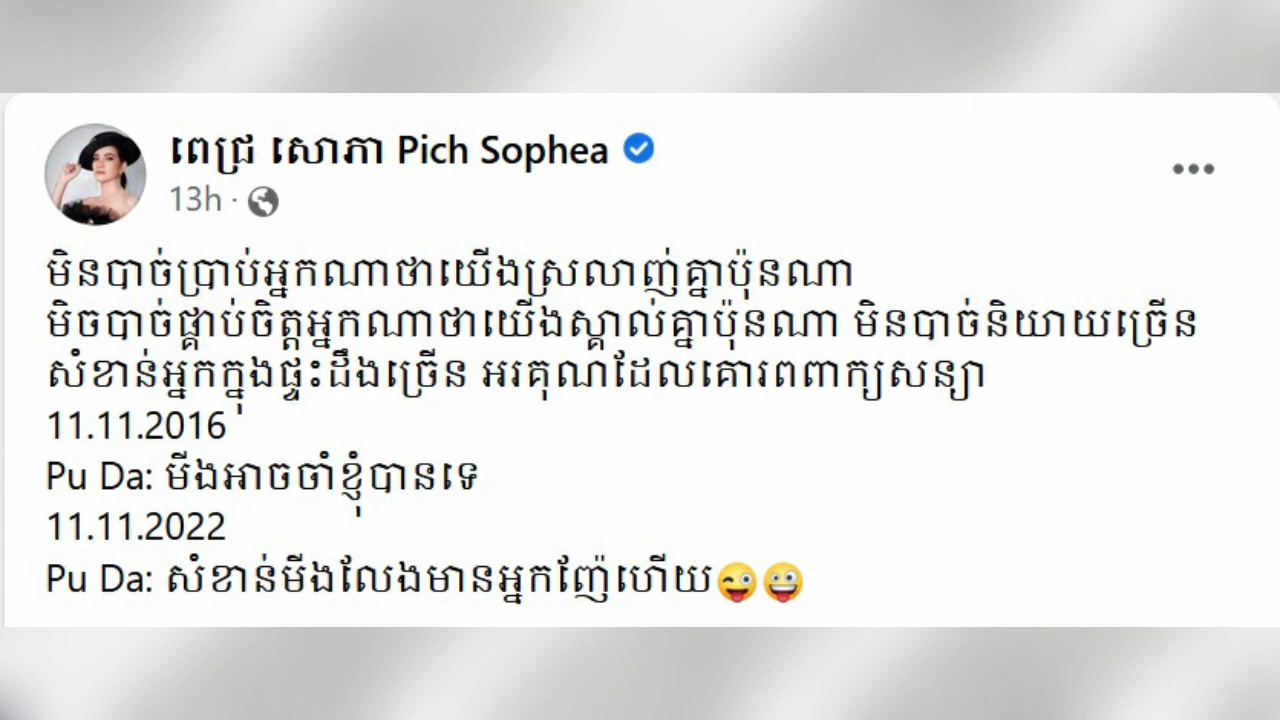 ពេជ្រ សោភា Pich Sophea
13h ·
មិនបាច់ប្រាប់អ្នកណាថាយើងស្រលាញ់គ្នាប៉ុនណា
មិចបាច់ផ្គាប់ចិត្តអ្នកណាថាយើងស្គាល់គ្នាប៉ុនណា មិនបាច់និយាយច្រើន
សំខាន់អ្នកក្នុងផ្ទះដឹងច្រើន អរគុណដែលគោរពពាក្យសន្យា
11.11.2016
Pu Da: មីងអាចចាំខ្ញុំបានទេ
11.11.2022
Pu Da: សំខាន់មីងលែងមានអ្នកញ៉ែហើយ😜🤪